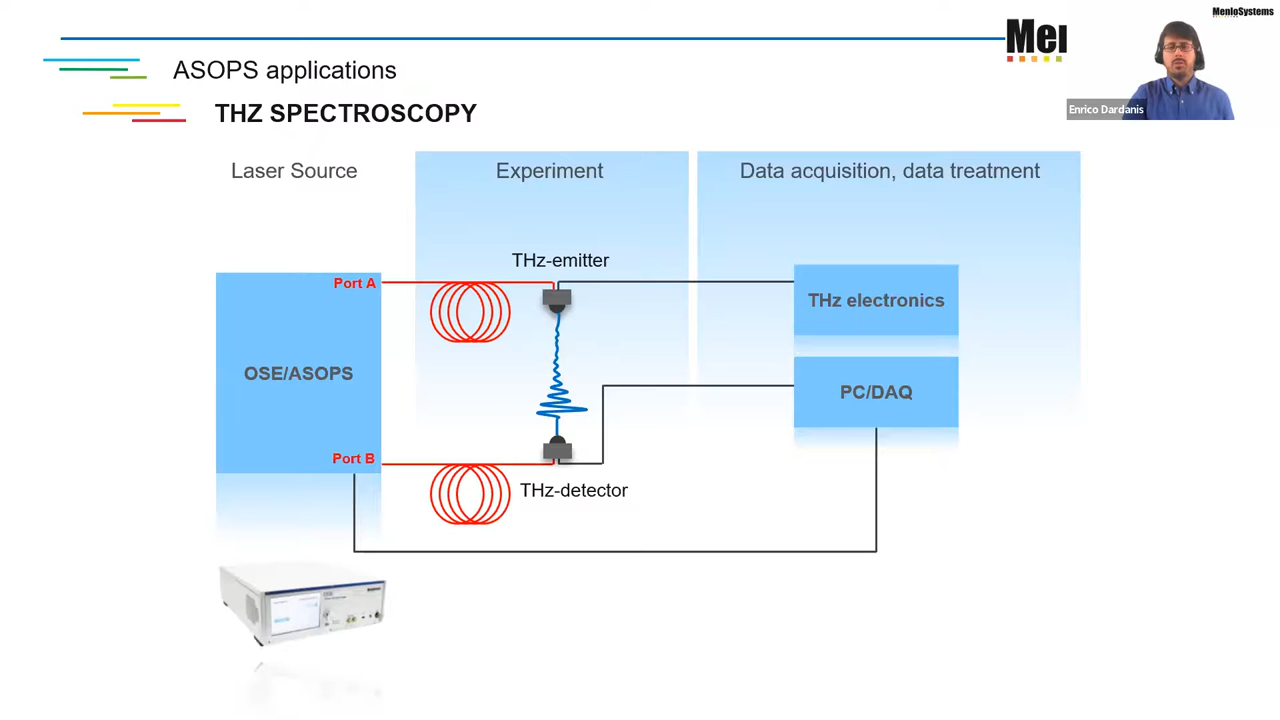 MenloSystems
Men
ASOPS applications
THZ SPECTROSCOPY
Enrico Dardanis
Laser Source
Experiment
Data acquisition, data treatment
THz-emitter
Port A
THz electronics
OSE/ASOPS
PC/DAQ
Port B
THz-detector